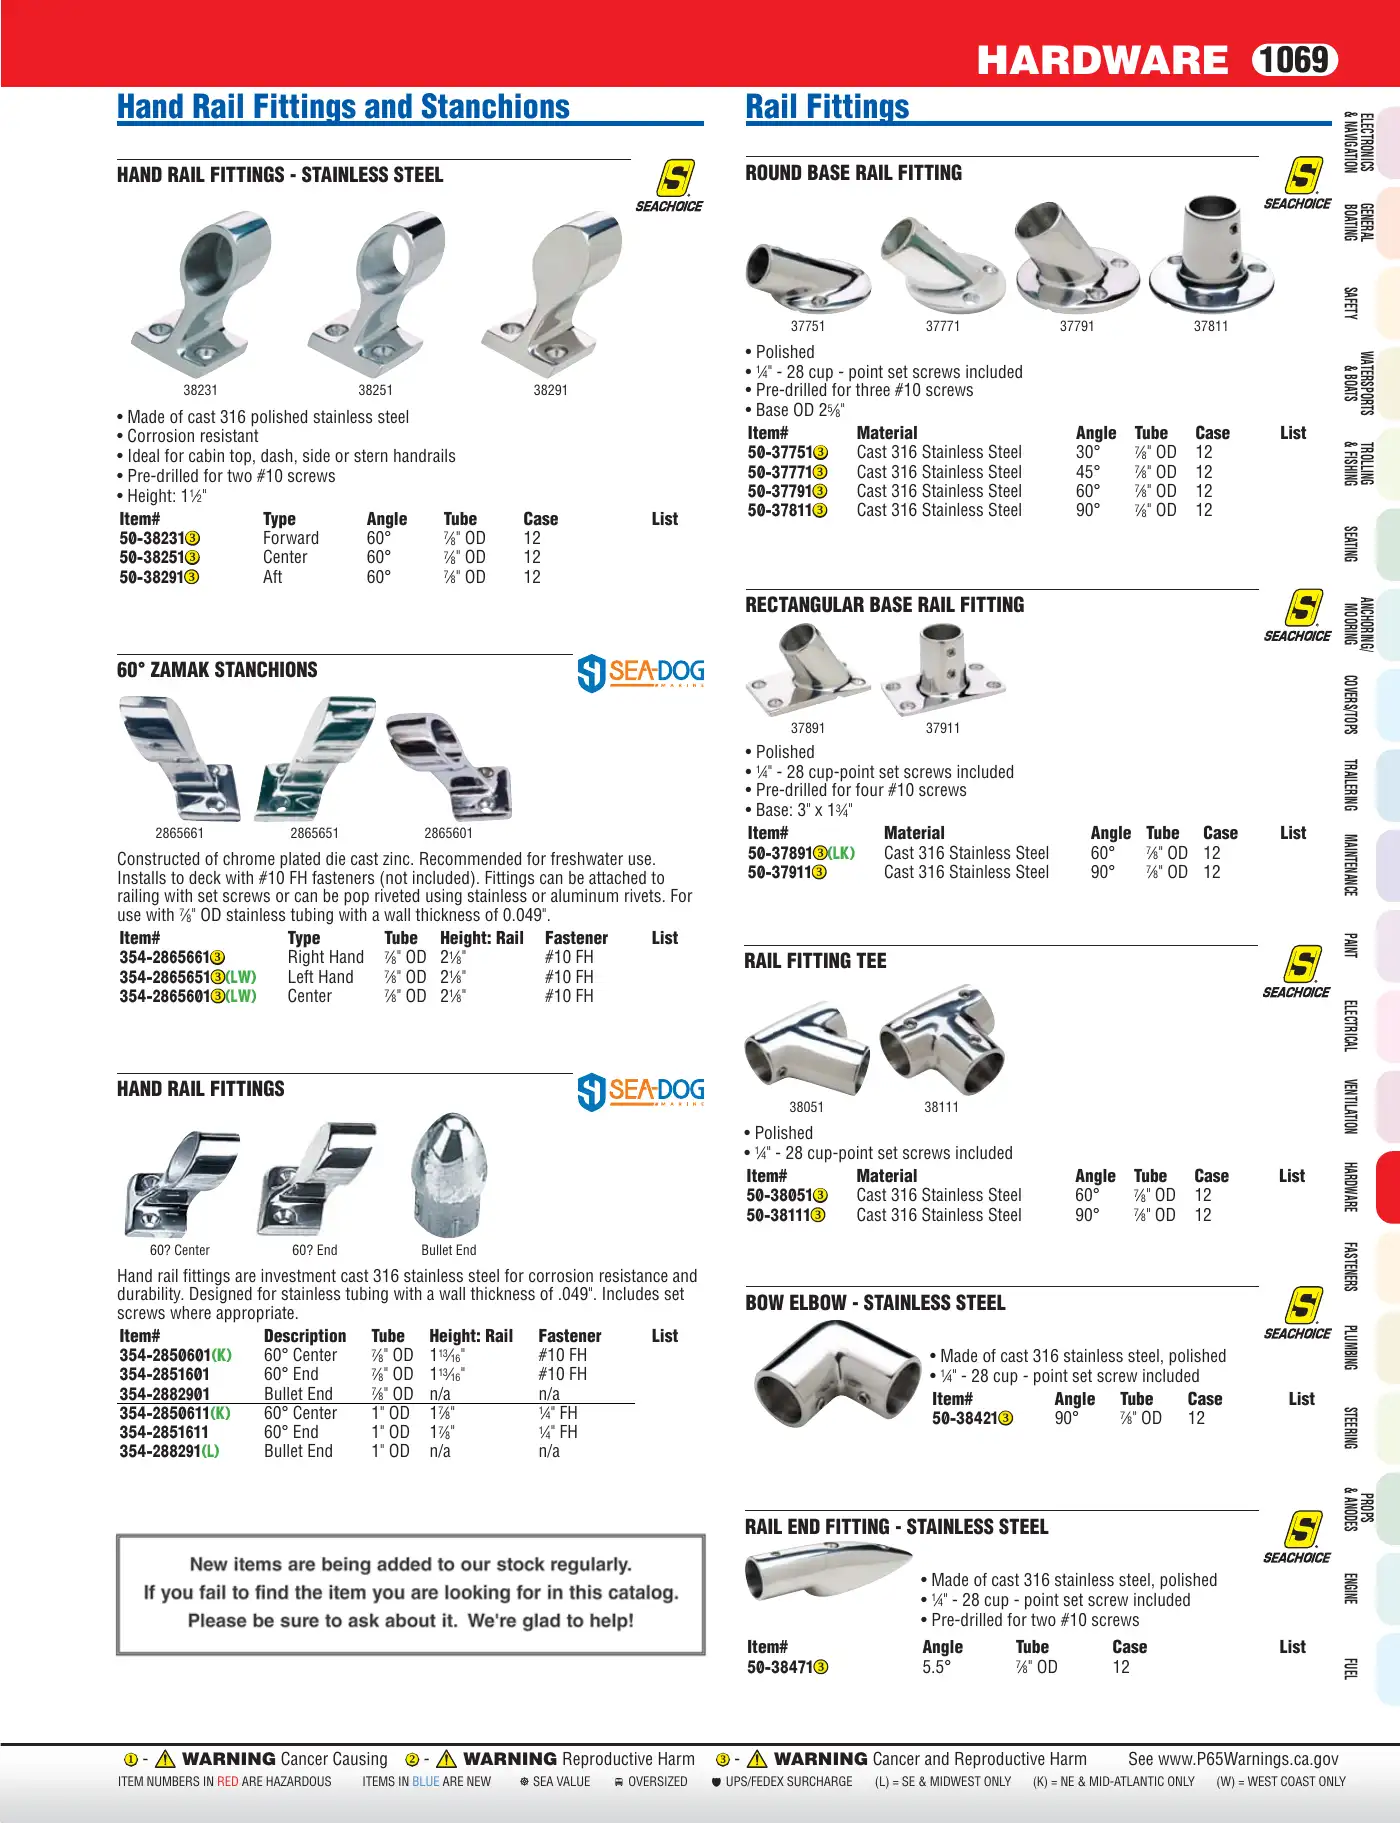 HARDWARE 1069
Hand Rail Fittings and Stanchions
HAND RAIL FITTINGS - STAINLESS STEEL
SEACHOICE
38231 38251 38291
• Made of cast 316 polished stainless steel
• Corrosion resistant
• Ideal for cabin top, dash, side or stern handrails
• Pre-drilled for two #10 screws
• Height: 1½"
Item# Type Angle Tube Case List
50-38231③ Forward 60° ⅞" OD 12
50-38251③ Center 60° ⅞" OD 12
50-38291③ Aft 60° ⅞" OD 12
60° ZAMAK STANCHIONS
SEA-DOG
MARINE
2865661 2865651 2865601
Constructed of chrome plated die cast zinc. Recommended for freshwater use.
Installs to deck with #10 FH fasteners (not included). Fittings can be attached to
railing with set screws or can be pop riveted using stainless or aluminum rivets. For
use with ⅞" OD stainless tubing with a wall thickness of 0.049".
Item# Type Tube Height: Rail Fastener List
354-2865661③ Right Hand ⅞" OD 2⅛" #10 FH
354-2865651③(LW) Left Hand ⅞" OD 2⅛" #10 FH
354-2865601③(LW) Center ⅞" OD 2⅛" #10 FH
HAND RAIL FITTINGS
SEA-DOG
MARINE
60? Center 60? End Bullet End
Hand rail fittings are investment cast 316 stainless steel for corrosion resistance and
durability. Designed for stainless tubing with a wall thickness of .049". Includes set
screws where appropriate.
Item# Description Tube Height: Rail Fastener List
354-2850601(K) 60° Center ⅞" OD 1¹³⁄₁₆" #10 FH
354-2851601 60° End ⅞" OD 1¹³⁄₁₆" #10 FH
354-2882901 Bullet End ⅞" OD n/a n/a
354-2850611(K) 60° Center 1" OD 1⅞" ¼" FH
354-2851611 60° End 1" OD 1⅞" ¼" FH
354-288291(L) Bullet End 1" OD n/a n/a
New items are being added to our stock regularly.
If you fail to find the item you are looking for in this catalog.
Please be sure to ask about it. We're glad to help!
Rail Fittings
ROUND BASE RAIL FITTING
SEACHOICE
37751 37771 37791 37811
• Polished
• ¼" - 28 cup - point set screws included
• Pre-drilled for three #10 screws
• Base OD 2⅝"
Item# Material Angle Tube Case List
50-37751③ Cast 316 Stainless Steel 30° ⅞" OD 12
50-37771③ Cast 316 Stainless Steel 45° ⅞" OD 12
50-37791③ Cast 316 Stainless Steel 60° ⅞" OD 12
50-37811③ Cast 316 Stainless Steel 90° ⅞" OD 12
RECTANGULAR BASE RAIL FITTING
SEACHOICE
37891 37911
• Polished
• ¼" - 28 cup-point set screws included
• Pre-drilled for four #10 screws
• Base: 3" x 1¾"
Item# Material Angle Tube Case List
50-37891③(LK) Cast 316 Stainless Steel 60° ⅞" OD 12
50-37911③ Cast 316 Stainless Steel 90° ⅞" OD 12
RAIL FITTING TEE
SEACHOICE
38051 38111
• Polished
• ¼" - 28 cup-point set screws included
Item# Material Angle Tube Case List
50-38051③ Cast 316 Stainless Steel 60° ⅞" OD 12
50-38111③ Cast 316 Stainless Steel 90° ⅞" OD 12
BOW ELBOW - STAINLESS STEEL
SEACHOICE
• Made of cast 316 stainless steel, polished
• ¼" - 28 cup - point set screw included
Item# Angle Tube Case List
50-38421③ 90° ⅞" OD 12
RAIL END FITTING - STAINLESS STEEL
SEACHOICE
• Made of cast 316 stainless steel, polished
• ¼" - 28 cup - point set screw included
• Pre-drilled for two #10 screws
Item# Angle Tube Case List
50-38471③ 5.5° ⅞" OD 12
ELECTRONICS
& NAVIGATION
GENERAL
BOATING
SAFETY
WATERSPORTS
& BOATS
TROLLING
& FISHING
SEATING
ANCHORING/
MOORING
COVERS/TOPS
TRAILERING
MAINTENANCE
PAINT
ELECTRICAL
VENTILATION
HARDWARE
FASTENERS
PLUMBING
STEERING
PROPS
& ANODES
ENGINE
FUEL
① - ⚠ WARNING Cancer Causing ② - ⚠ WARNING Reproductive Harm ③ - ⚠ WARNING Cancer and Reproductive Harm See www.P65Warnings.ca.gov
ITEM NUMBERS IN RED ARE HAZARDOUS ITEMS IN BLUE ARE NEW SEA VALUE OVERSIZED UPS/FEDEX SURCHARGE (L) = SE & MIDWEST ONLY (K) = NE & MID-ATLANTIC ONLY (W) = WEST COAST ONLY